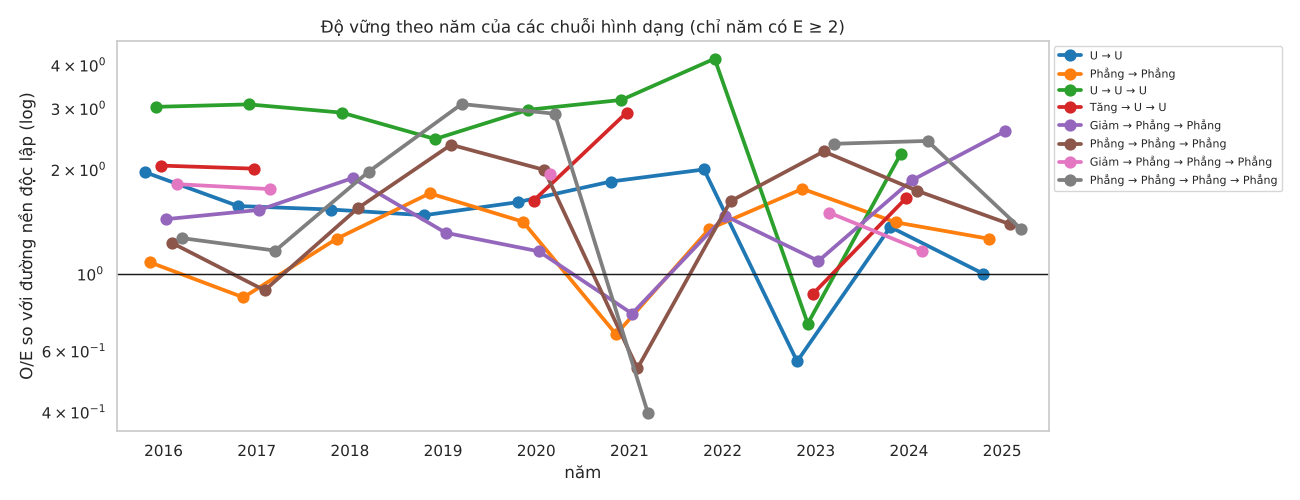 Độ vững theo năm của các chuỗi hình dạng (chỉ năm có E ≥ 2)
O/E so với đường nền độc lập (log)
4 × 10⁰
3 × 10⁰
2 × 10⁰
10⁰
6 × 10⁻¹
4 × 10⁻¹
2016 2017 2018 2019 2020 2021 2022 2023 2024 2025
năm
U → U
Phẳng → Phẳng
U → U → U
Tăng → U → U
Giảm → Phẳng → Phẳng
Phẳng → Phẳng → Phẳng
Giảm → Phẳng → Phẳng → Phẳng
Phẳng → Phẳng → Phẳng → Phẳng